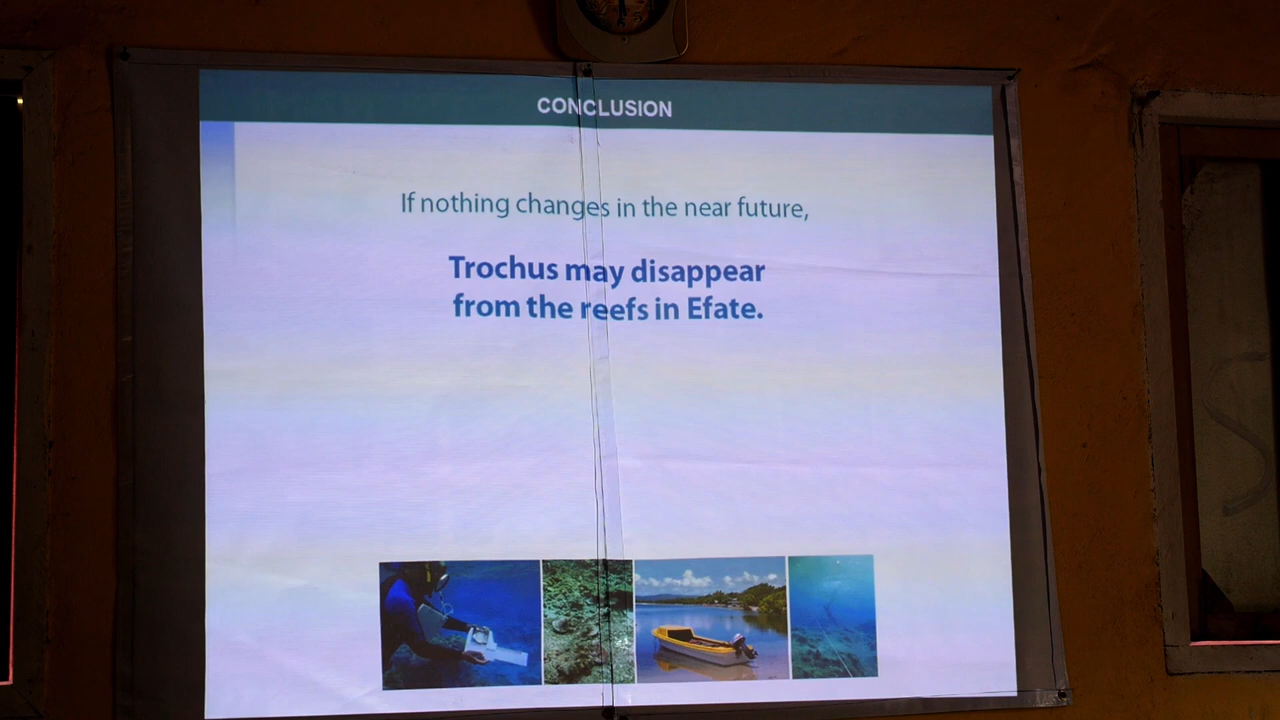 CONCLUSION
If nothing changes in the near future,
Trochus may disappear
from the reefs in Efate.